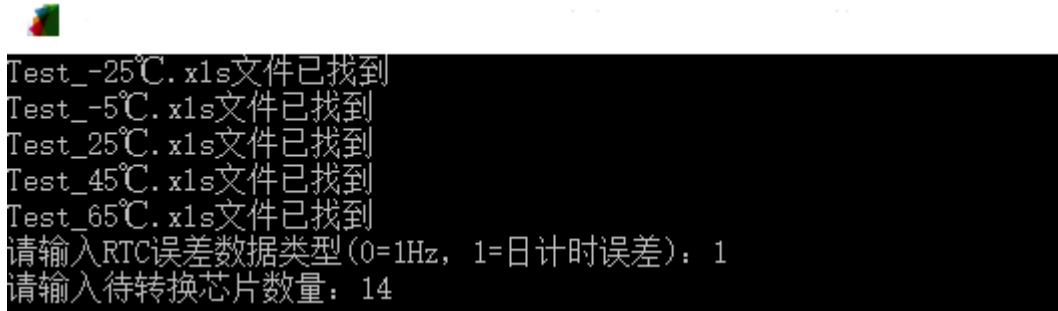 Test_-25℃.xls文件已找到
Test_-5℃.xls文件已找到
Test_25℃.xls文件已找到
Test_45℃.xls文件已找到
Test_65℃.xls文件已找到
请输入RTC误差数据类型(0=1Hz, 1=日计时误差): 1
请输入待转换芯片数量: 14